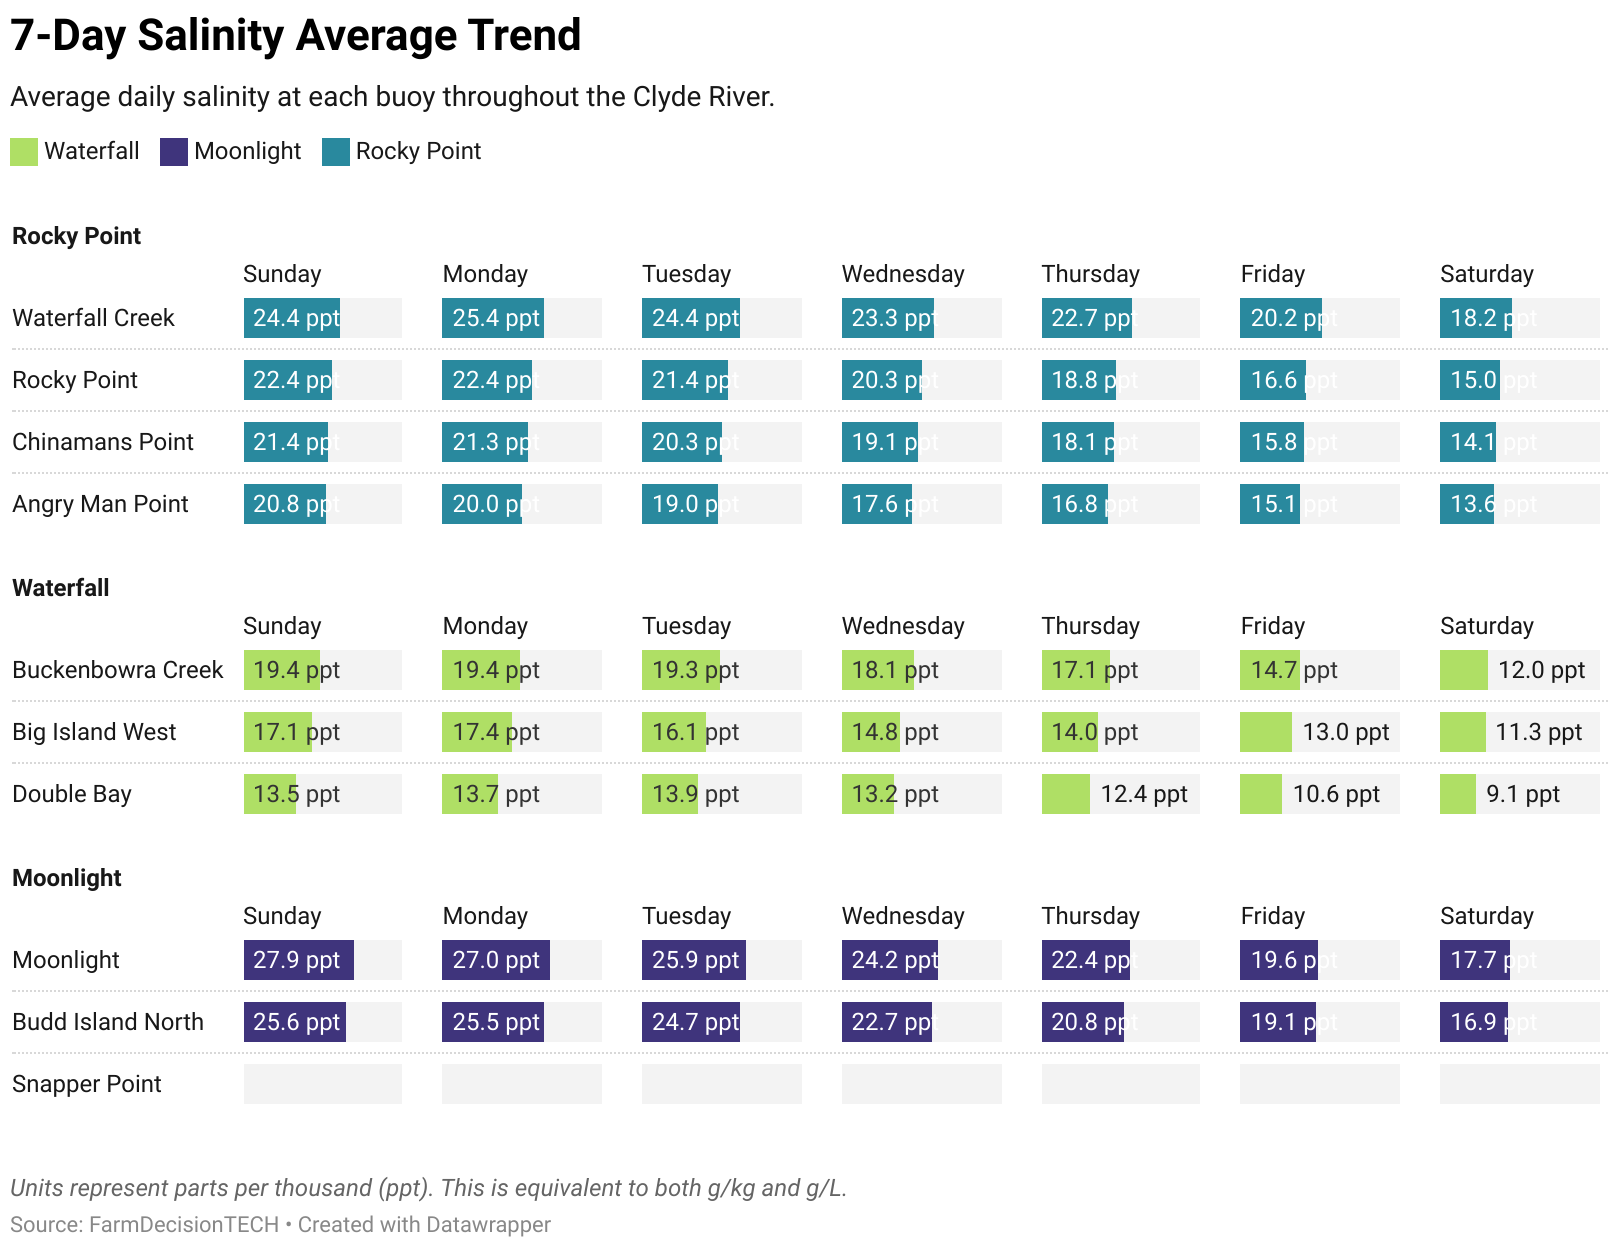 7-Day Salinity Average Trend
Average daily salinity at each buoy throughout the Clyde River.
Waterfall Moonlight Rocky Point
Rocky Point
Sunday Monday Tuesday Wednesday Thursday Friday Saturday
Waterfall Creek 24.4 ppt 25.4 ppt 24.4 ppt 23.3 ppt 22.7 ppt 20.2 ppt 18.2 ppt
Rocky Point 22.4 ppt 22.4 ppt 21.4 ppt 20.3 ppt 18.8 ppt 16.6 ppt 15.0 ppt
Chinamans Point 21.4 ppt 21.3 ppt 20.3 ppt 19.1 ppt 18.1 ppt 15.8 ppt 14.1 ppt
Angry Man Point 20.8 ppt 20.0 ppt 19.0 ppt 17.6 ppt 16.8 ppt 15.1 ppt 13.6 ppt
Waterfall
Sunday Monday Tuesday Wednesday Thursday Friday Saturday
Buckenbowra Creek 19.4 ppt 19.4 ppt 19.3 ppt 18.1 ppt 17.1 ppt 14.7 ppt 12.0 ppt
Big Island West 17.1 ppt 17.4 ppt 16.1 ppt 14.8 ppt 14.0 ppt 13.0 ppt 11.3 ppt
Double Bay 13.5 ppt 13.7 ppt 13.9 ppt 13.2 ppt 12.4 ppt 10.6 ppt 9.1 ppt
Moonlight
Sunday Monday Tuesday Wednesday Thursday Friday Saturday
Moonlight 27.9 ppt 27.0 ppt 25.9 ppt 24.2 ppt 22.4 ppt 19.6 ppt 17.7 ppt
Budd Island North 25.6 ppt 25.5 ppt 24.7 ppt 22.7 ppt 20.8 ppt 19.1 ppt 16.9 ppt
Snapper Point
Units represent parts per thousand (ppt). This is equivalent to both g/kg and g/L.
Source: FarmDecisionTECH • Created with Datawrapper